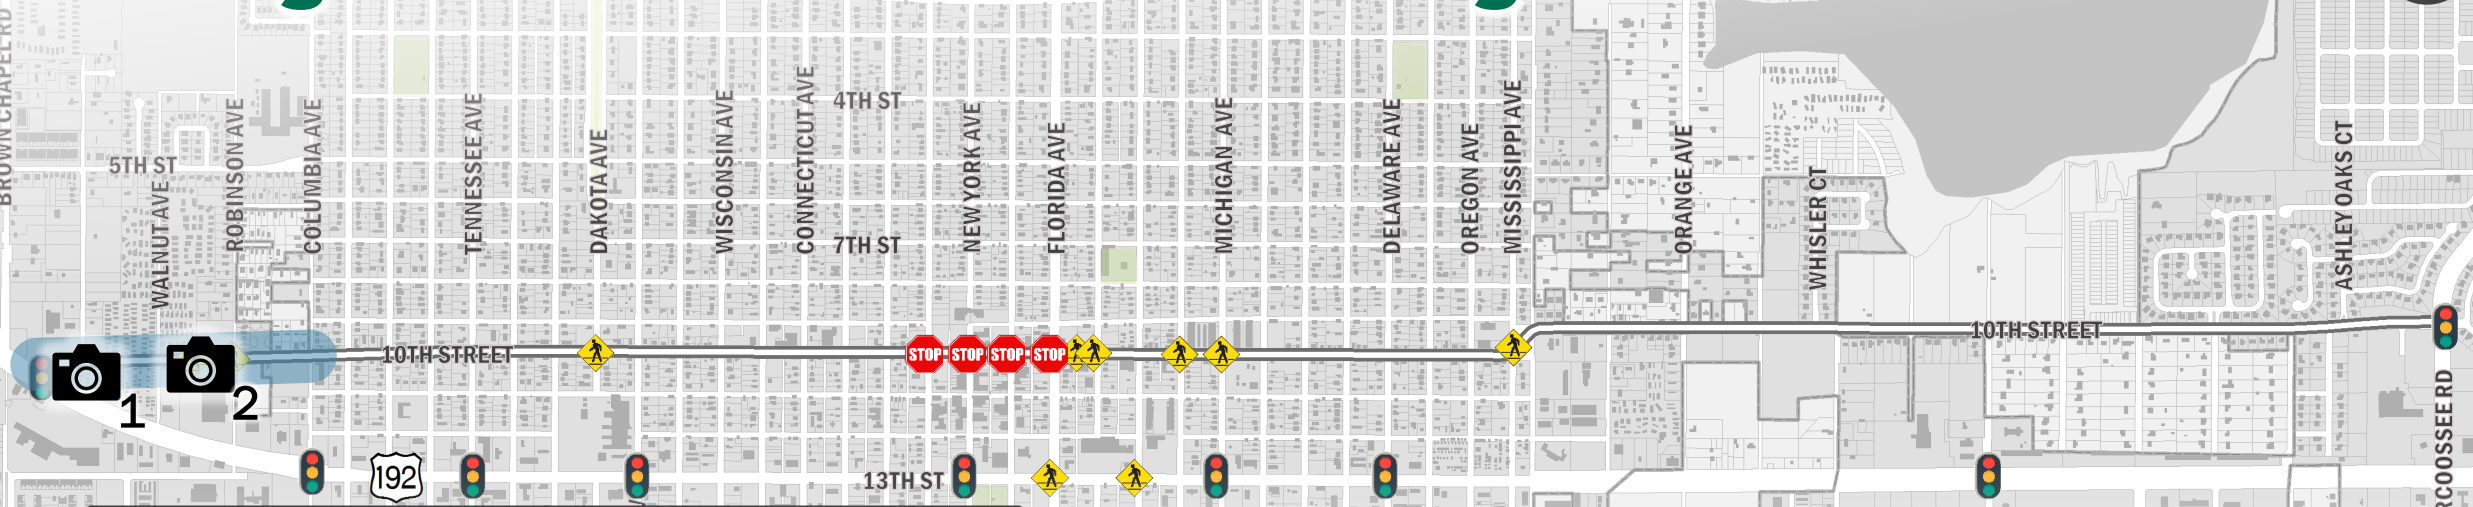 BROWN CHAPEL RD
5TH ST
WALNUT AVE
ROBINSON AVE
COLUMBIA AVE
TENNESSEE AVE
DAKOTA AVE
WISCONSIN AVE
CONNECTICUT AVE
4TH ST
7TH ST
NEW YORK AVE
FLORIDA AVE
MICHIGAN AVE
DELAWARE AVE
OREGON AVE
MISSISSIPPI AVE
ORANGE AVE
WHISLER CT
ASHLEY OAKS CT
10TH STREET
STOP STOP STOP STOP
10TH STREET
1
2
192
13TH ST
RCOOSSEE RD